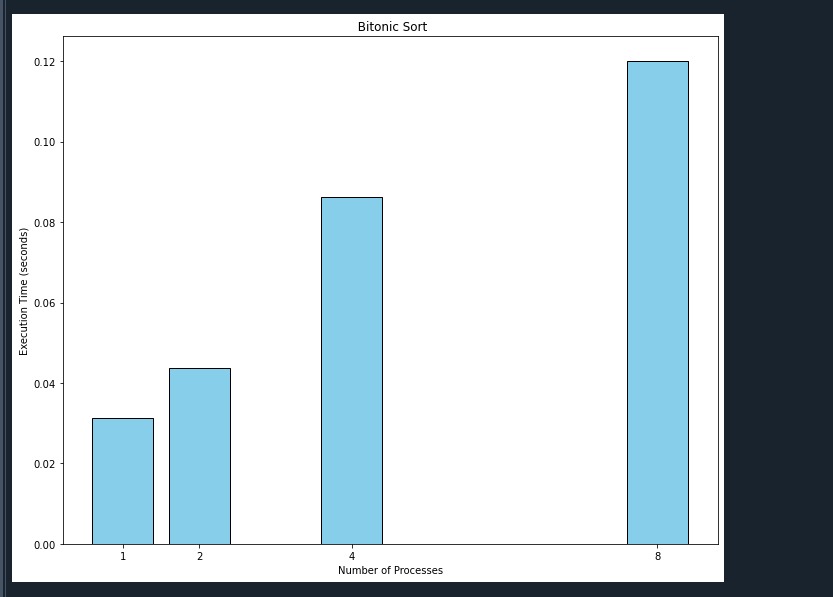 Bitonic Sort
0.12
0.10
0.08
0.06
0.04
0.02
0.00
Execution Time (seconds)
1 2 4 8
Number of Processes